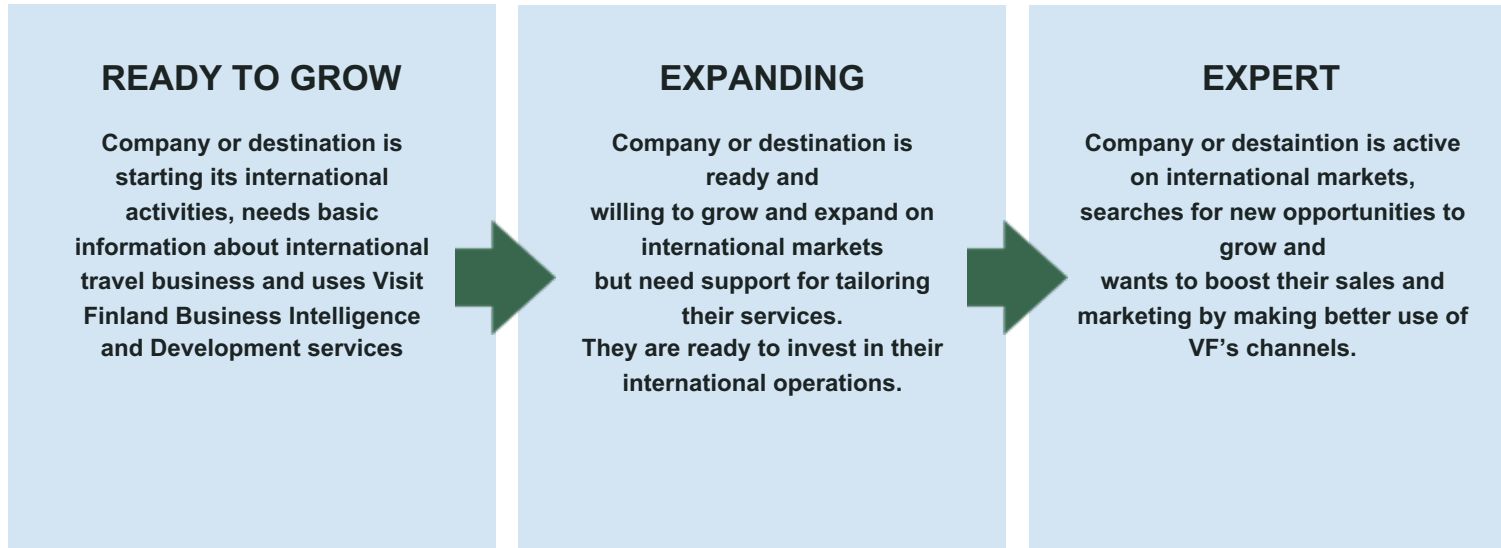 READY TO GROW
Company or destination is
starting its international
activities, needs basic
information about international
travel business and uses Visit
Finland Business Intelligence
and Development services
EXPANDING
Company or destination is
ready and
willing to grow and expand on
international markets
but need support for tailoring
their services.
They are ready to invest in their
international operations.
EXPERT
Company or destaintion is active
on international markets,
searches for new opportunities to
grow and
wants to boost their sales and
marketing by making better use of
VF’s channels.